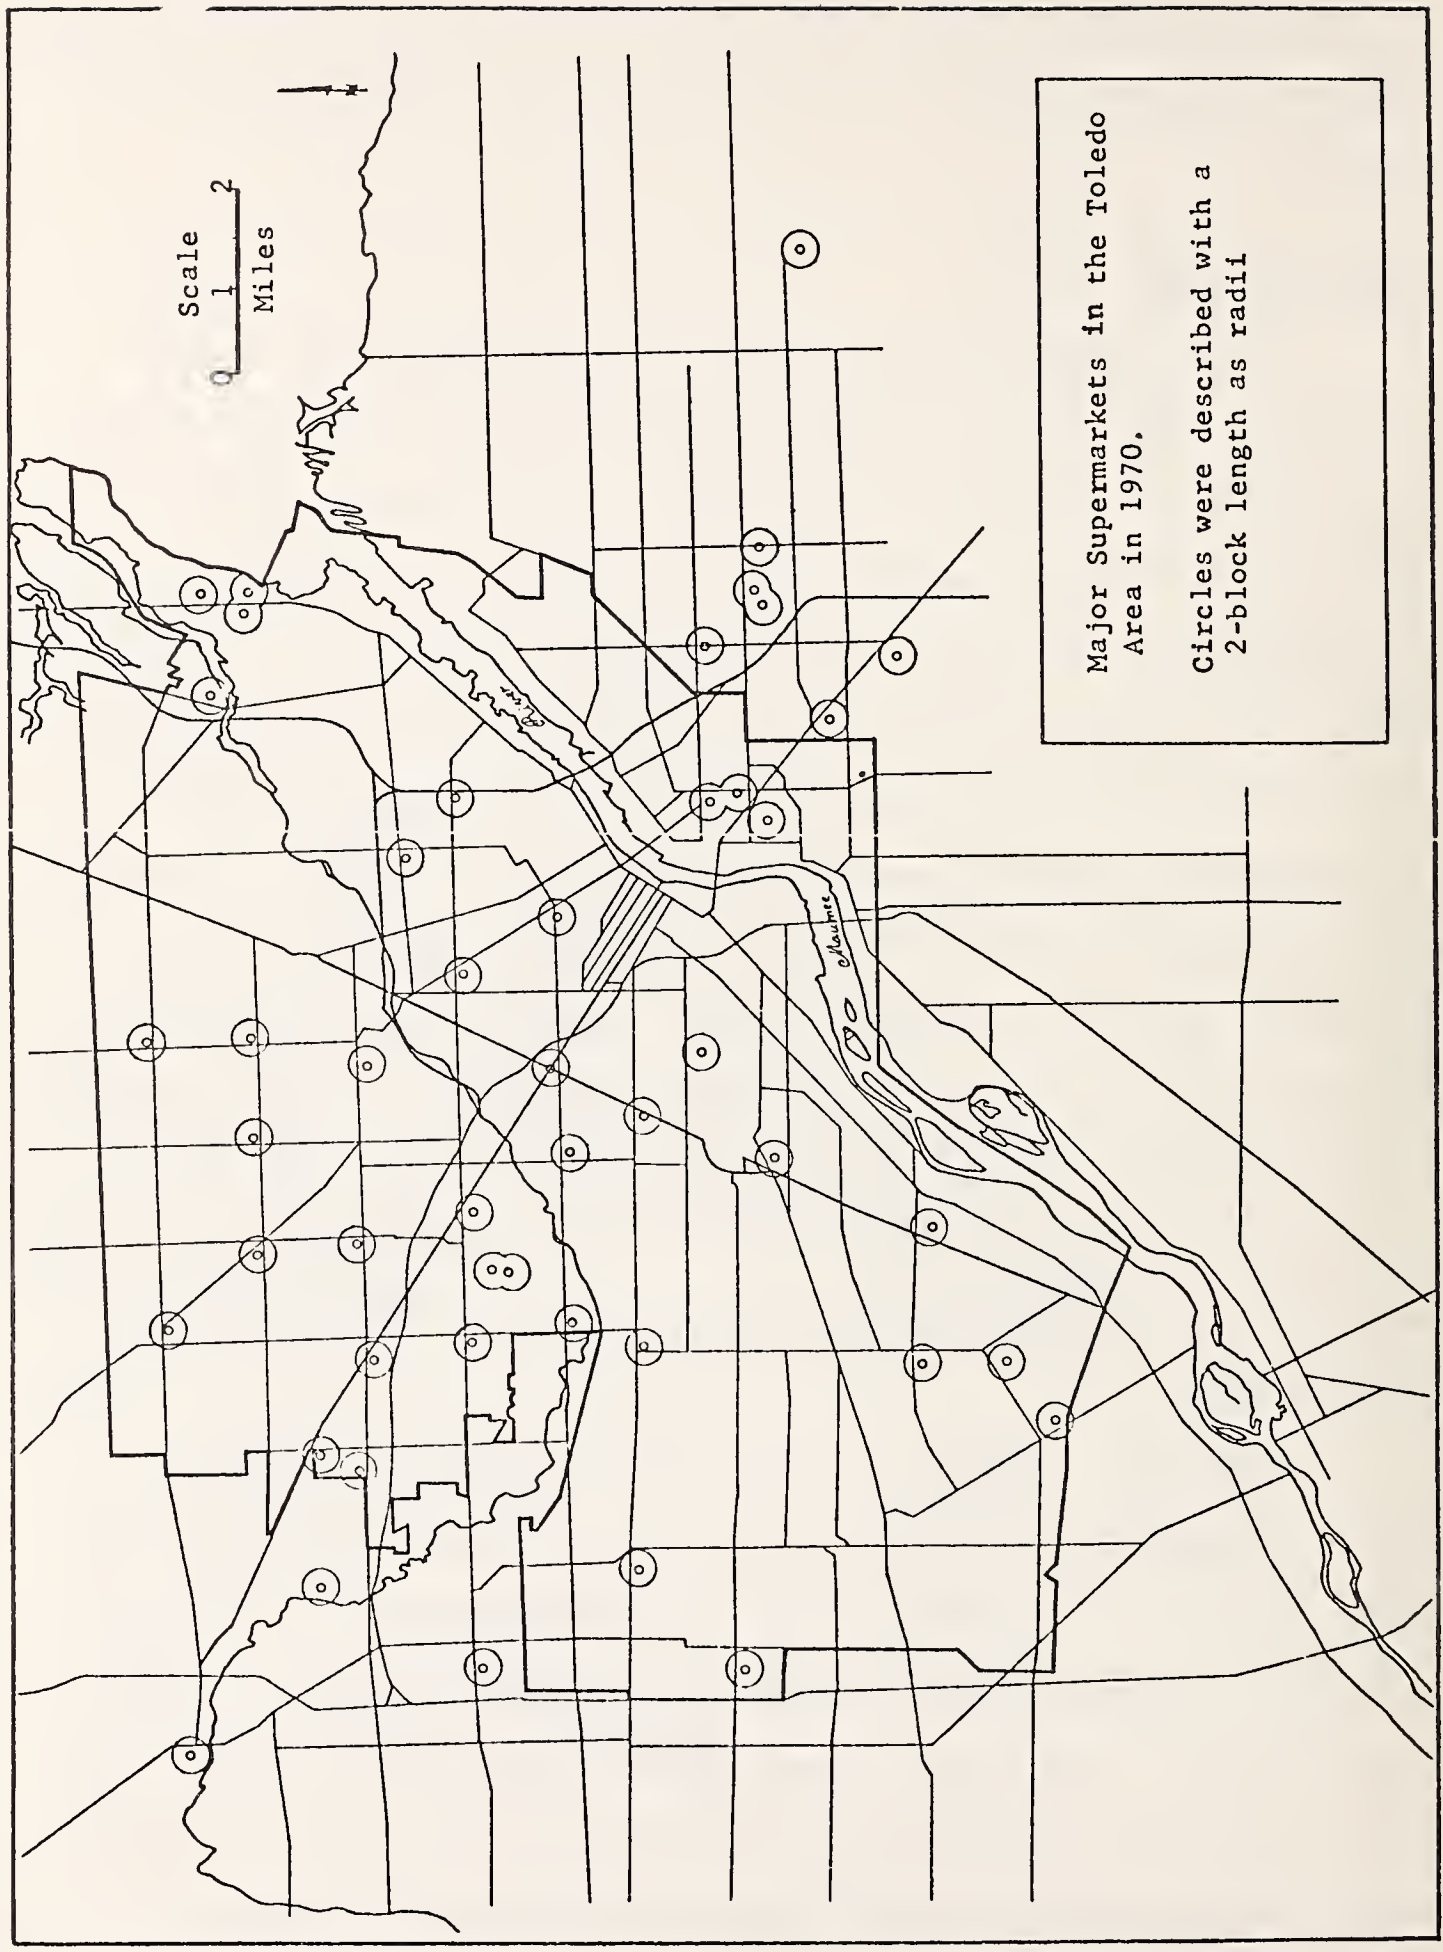 Scale
0 1 2
Miles
River
Maumee
Major Supermarkets in the Toledo
Area in 1970.
Circles were described with a
2-block length as radii